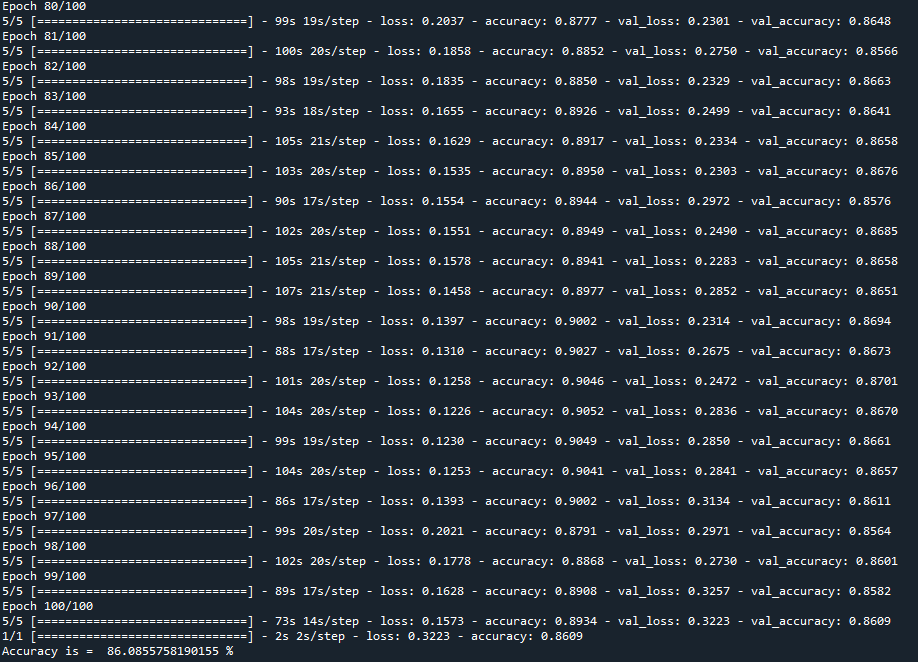 Epoch 80/100
5/5 [==============================] - 99s 19s/step - loss: 0.2037 - accuracy: 0.8777 - val_loss: 0.2301 - val_accuracy: 0.8648
Epoch 81/100
5/5 [==============================] - 100s 20s/step - loss: 0.1858 - accuracy: 0.8852 - val_loss: 0.2750 - val_accuracy: 0.8566
Epoch 82/100
5/5 [==============================] - 98s 19s/step - loss: 0.1835 - accuracy: 0.8850 - val_loss: 0.2329 - val_accuracy: 0.8663
Epoch 83/100
5/5 [==============================] - 93s 18s/step - loss: 0.1655 - accuracy: 0.8926 - val_loss: 0.2499 - val_accuracy: 0.8641
Epoch 84/100
5/5 [==============================] - 105s 21s/step - loss: 0.1629 - accuracy: 0.8917 - val_loss: 0.2334 - val_accuracy: 0.8658
Epoch 85/100
5/5 [==============================] - 103s 20s/step - loss: 0.1535 - accuracy: 0.8950 - val_loss: 0.2303 - val_accuracy: 0.8676
Epoch 86/100
5/5 [==============================] - 90s 17s/step - loss: 0.1554 - accuracy: 0.8944 - val_loss: 0.2972 - val_accuracy: 0.8576
Epoch 87/100
5/5 [==============================] - 102s 20s/step - loss: 0.1551 - accuracy: 0.8949 - val_loss: 0.2490 - val_accuracy: 0.8685
Epoch 88/100
5/5 [==============================] - 105s 21s/step - loss: 0.1578 - accuracy: 0.8941 - val_loss: 0.2283 - val_accuracy: 0.8658
Epoch 89/100
5/5 [==============================] - 107s 21s/step - loss: 0.1458 - accuracy: 0.8977 - val_loss: 0.2852 - val_accuracy: 0.8651
Epoch 90/100
5/5 [==============================] - 98s 19s/step - loss: 0.1397 - accuracy: 0.9002 - val_loss: 0.2314 - val_accuracy: 0.8694
Epoch 91/100
5/5 [==============================] - 88s 17s/step - loss: 0.1310 - accuracy: 0.9027 - val_loss: 0.2675 - val_accuracy: 0.8673
Epoch 92/100
5/5 [==============================] - 101s 20s/step - loss: 0.1258 - accuracy: 0.9046 - val_loss: 0.2472 - val_accuracy: 0.8701
Epoch 93/100
5/5 [==============================] - 104s 20s/step - loss: 0.1226 - accuracy: 0.9052 - val_loss: 0.2836 - val_accuracy: 0.8670
Epoch 94/100
5/5 [==============================] - 99s 19s/step - loss: 0.1230 - accuracy: 0.9049 - val_loss: 0.2850 - val_accuracy: 0.8661
Epoch 95/100
5/5 [==============================] - 104s 20s/step - loss: 0.1253 - accuracy: 0.9041 - val_loss: 0.2841 - val_accuracy: 0.8657
Epoch 96/100
5/5 [==============================] - 86s 17s/step - loss: 0.1393 - accuracy: 0.9002 - val_loss: 0.3134 - val_accuracy: 0.8611
Epoch 97/100
5/5 [==============================] - 99s 20s/step - loss: 0.2021 - accuracy: 0.8791 - val_loss: 0.2971 - val_accuracy: 0.8564
Epoch 98/100
5/5 [==============================] - 102s 20s/step - loss: 0.1778 - accuracy: 0.8868 - val_loss: 0.2730 - val_accuracy: 0.8601
Epoch 99/100
5/5 [==============================] - 89s 17s/step - loss: 0.1628 - accuracy: 0.8908 - val_loss: 0.3257 - val_accuracy: 0.8582
Epoch 100/100
5/5 [==============================] - 73s 14s/step - loss: 0.1573 - accuracy: 0.8934 - val_loss: 0.3223 - val_accuracy: 0.8609
1/1 [==============================] - 2s 2s/step - loss: 0.3223 - accuracy: 0.8609
Accuracy is =  86.0855758190155 %